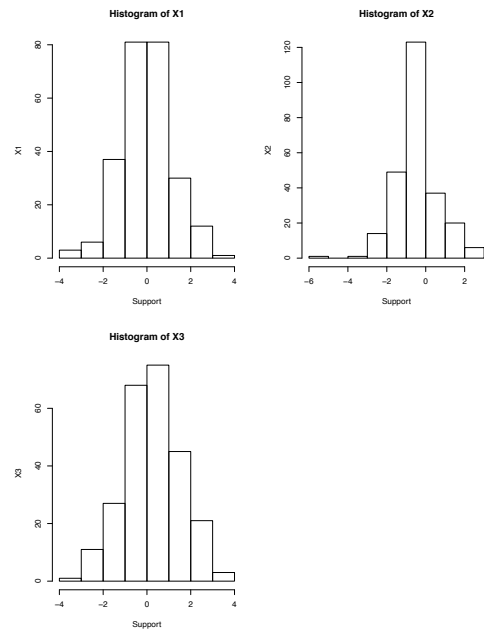 Histogram of X1
80
60
40
20
0
X1
−4 −2 0 2 4
Support
Histogram of X2
120
100
80
60
40
20
0
X2
−6 −4 −2 0 2
Support
Histogram of X3
60
40
20
0
X3
−4 −2 0 2 4
Support